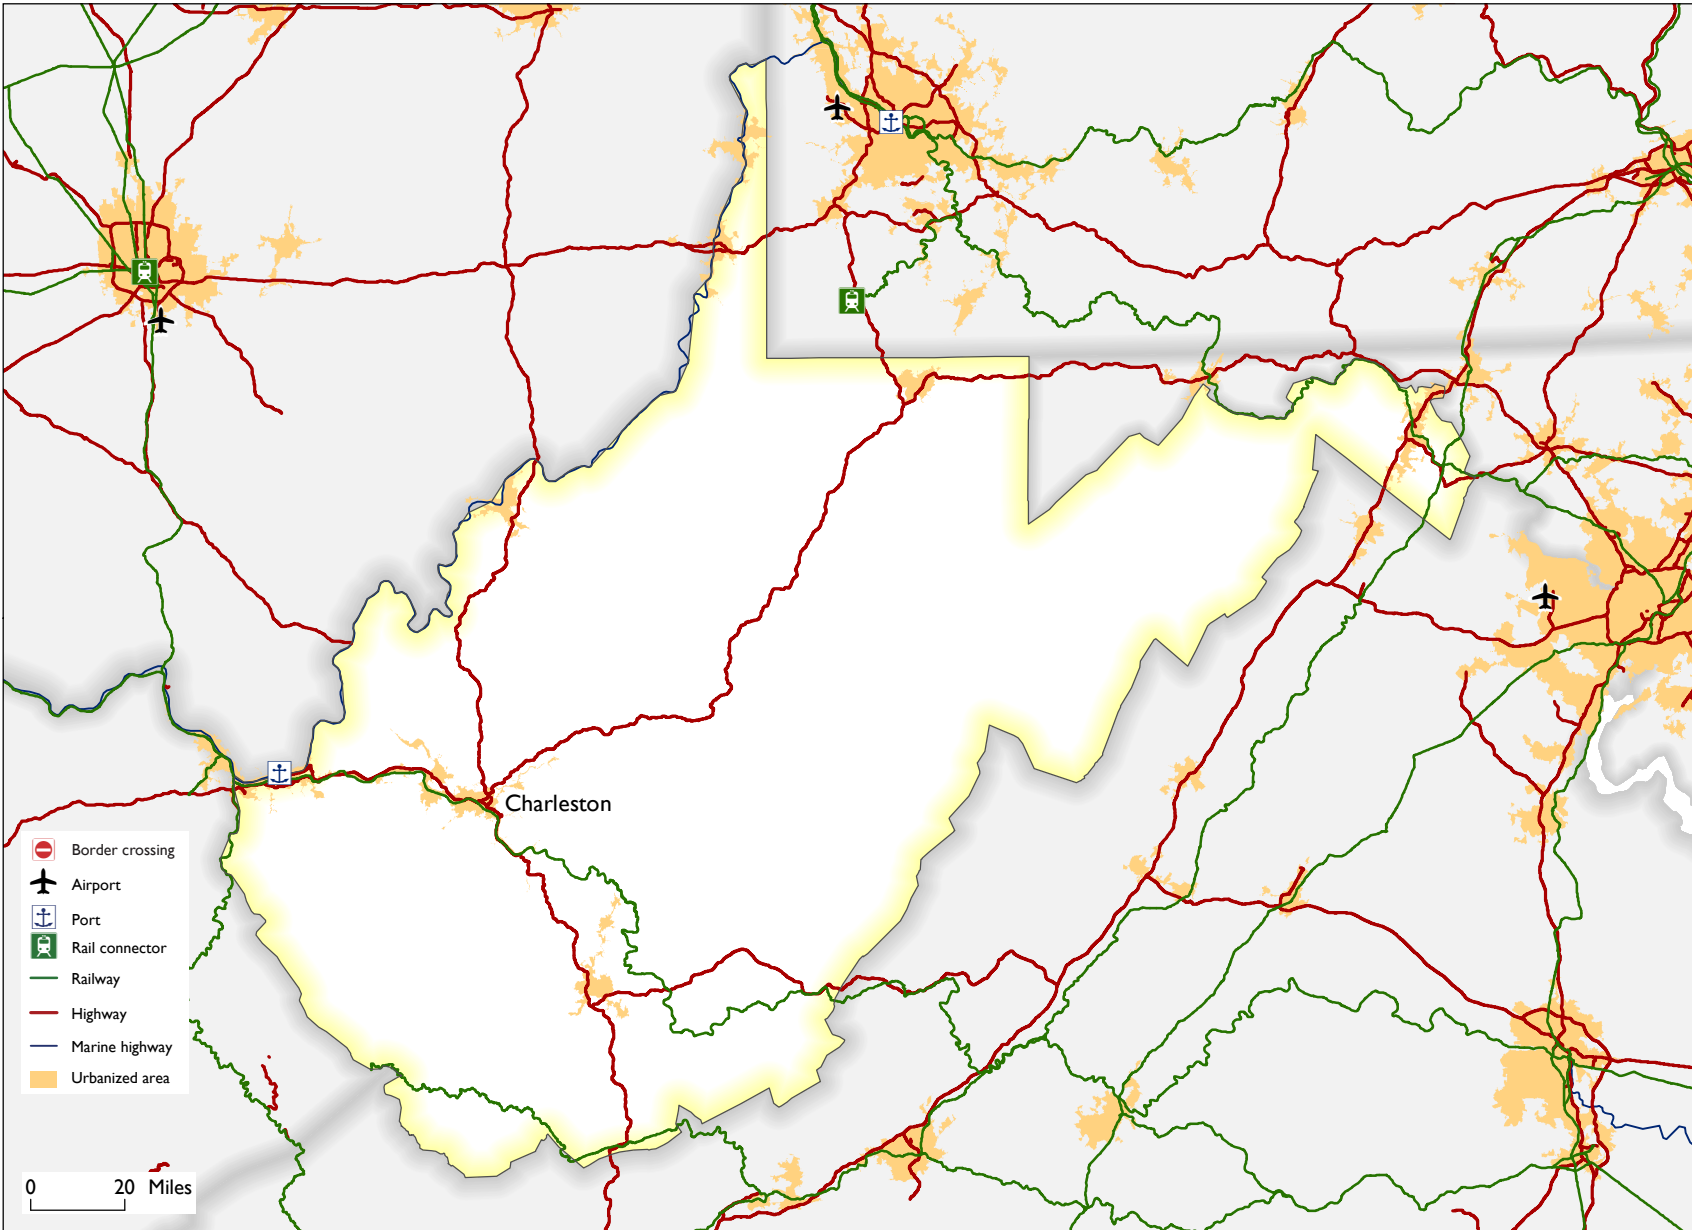 Charleston
Border crossing
Airport
Port
Rail connector
Railway
Highway
Marine highway
Urbanized area
0 20 Miles